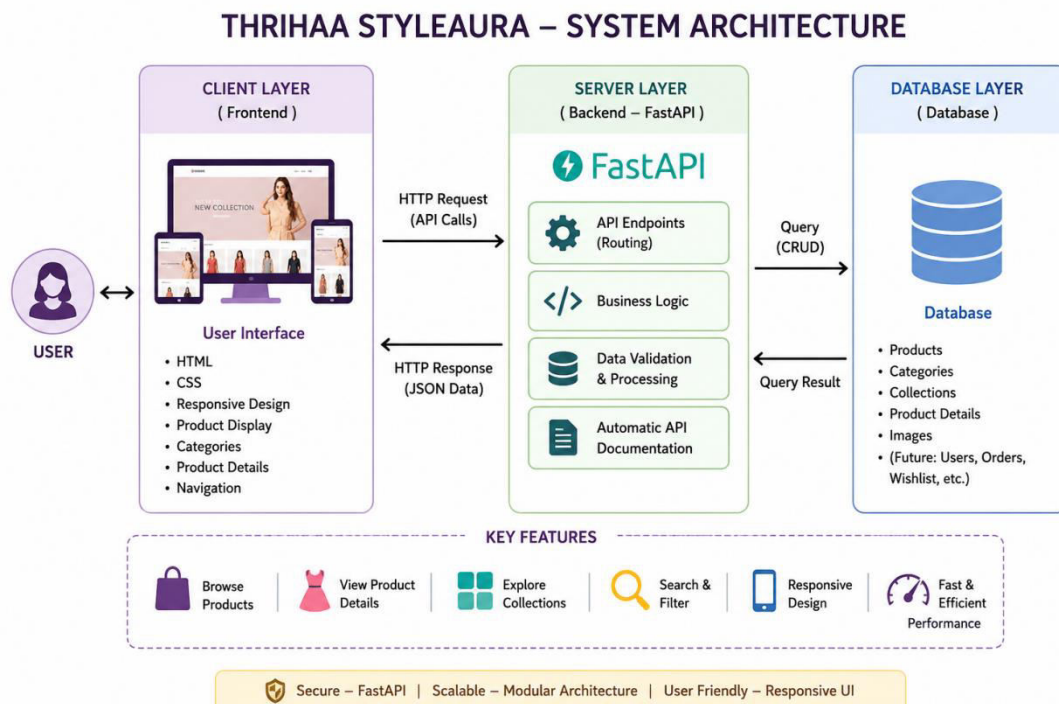 THRIHAA STYLEAURA – SYSTEM ARCHITECTURE
CLIENT LAYER
( Frontend )
NEW COLLECTION
User Interface
• HTML
• CSS
• Responsive Design
• Product Display
• Categories
• Product Details
• Navigation
USER
HTTP Request
(API Calls)
HTTP Response
(JSON Data)
SERVER LAYER
( Backend – FastAPI )
FastAPI
API Endpoints
(Routing)
Business Logic
Data Validation
& Processing
Automatic API
Documentation
Query
(CRUD)
Query Result
DATABASE LAYER
( Database )
Database
• Products
• Categories
• Collections
• Product Details
• Images
• (Future: Users, Orders,
Wishlist, etc.)
KEY FEATURES
Browse
Products
View Product
Details
Explore
Collections
Search &
Filter
Responsive
Design
Fast &
Efficient
Performance
Secure – FastAPI | Scalable – Modular Architecture | User Friendly – Responsive UI